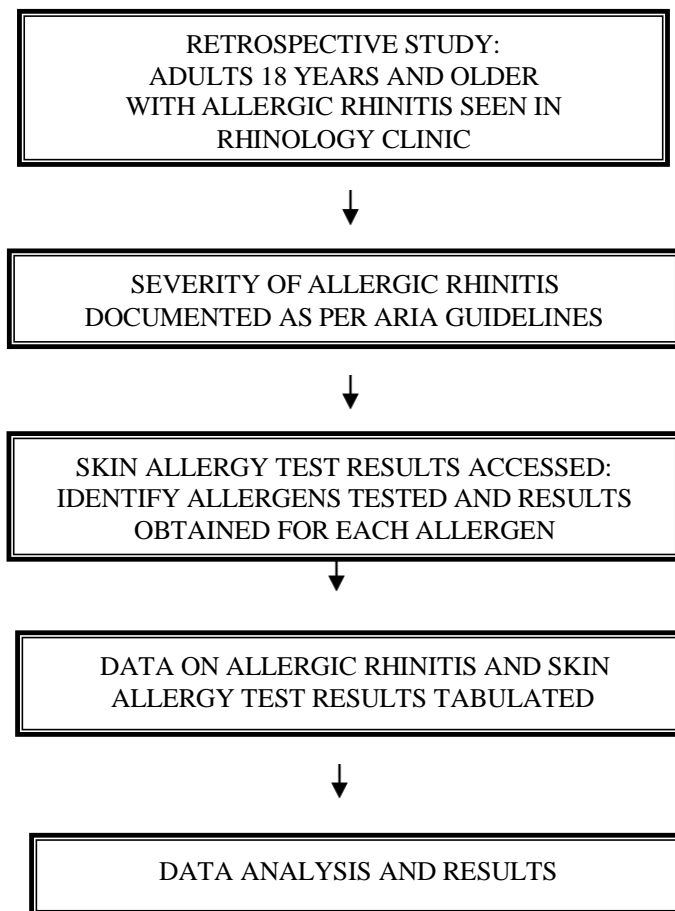 RETROSPECTIVE STUDY:
ADULTS 18 YEARS AND OLDER
WITH ALLERGIC RHINITIS SEEN IN
RHINOLOGY CLINIC
SEVERITY OF ALLERGIC RHINITIS
DOCUMENTED AS PER ARIA GUIDELINES
SKIN ALLERGY TEST RESULTS ACCESSED:
IDENTIFY ALLERGENS TESTED AND RESULTS
OBTAINED FOR EACH ALLERGEN
DATA ON ALLERGIC RHINITIS AND SKIN
ALLERGY TEST RESULTS TABULATED
DATA ANALYSIS AND RESULTS